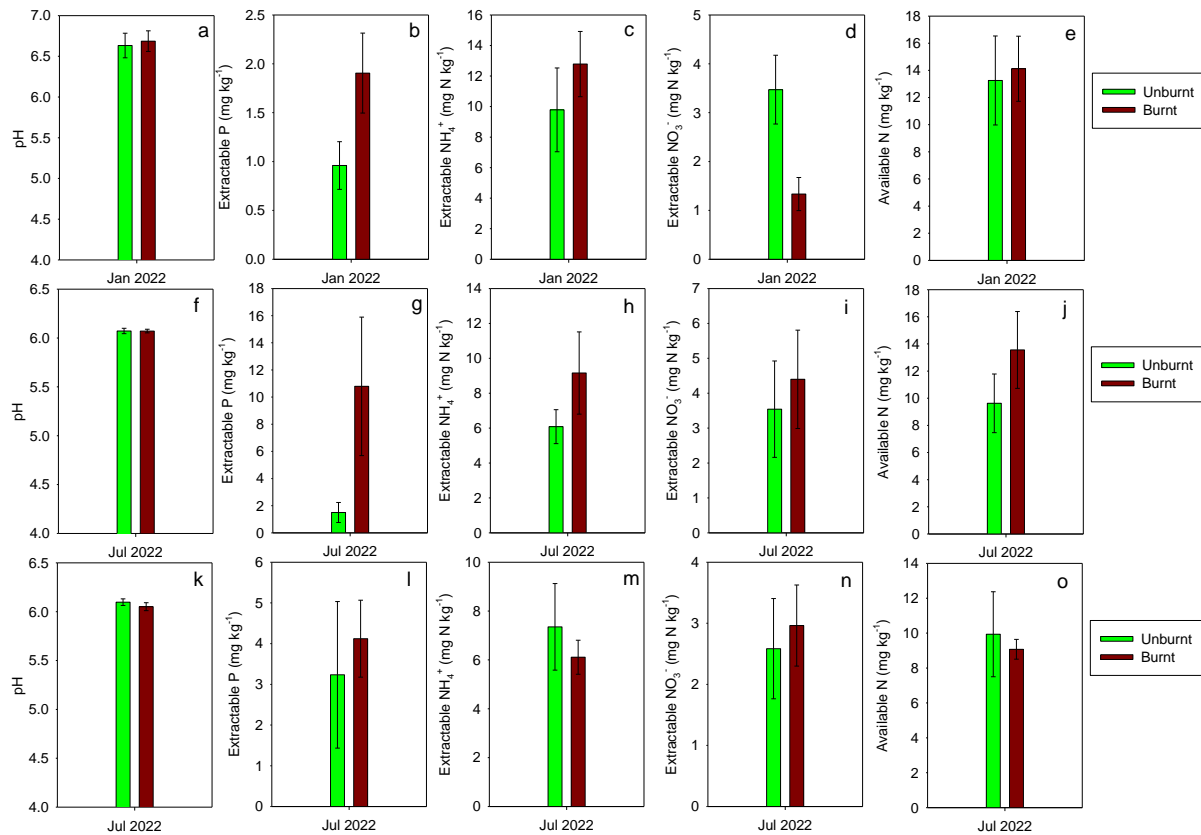 a
b
c
d
e
pH
7.0
6.5
6.0
5.5
5.0
4.5
4.0
Jan 2022
Extractable P (mg kg⁻¹)
2.5
2.0
1.5
1.0
0.5
0.0
Jan 2022
Extractable NH₄⁺ (mg N kg⁻¹)
16
14
12
10
8
6
4
2
0
Jan 2022
Extractable NO₃⁻ (mg N kg⁻¹)
5
4
3
2
1
0
Jan 2022
Available N (mg kg⁻¹)
18
16
14
12
10
8
6
4
2
0
Jan 2022
Unburnt
Burnt
f
g
h
i
j
pH
6.5
6.0
5.5
5.0
4.5
4.0
Jul 2022
Extractable P (mg kg⁻¹)
18
16
14
12
10
8
6
4
2
0
Jul 2022
Extractable NH₄⁺ (mg N kg⁻¹)
14
12
10
8
6
4
2
0
Jul 2022
Extractable NO₃⁻ (mg N kg⁻¹)
7
6
5
4
3
2
1
0
Jul 2022
Available N (mg kg⁻¹)
18
16
14
12
10
8
6
4
2
0
Jul 2022
Unburnt
Burnt
k
l
m
n
o
pH
6.5
6.0
5.5
5.0
4.5
4.0
Jul 2022
Extractable P (mg kg⁻¹)
6
5
4
3
2
1
0
Jul 2022
Extractable NH₄⁺ (mg N kg⁻¹)
10
8
6
4
2
0
Jul 2022
Extractable NO₃⁻ (mg N kg⁻¹)
4
3
2
1
0
Jul 2022
Available N (mg kg⁻¹)
14
12
10
8
6
4
2
0
Jul 2022
Unburnt
Burnt